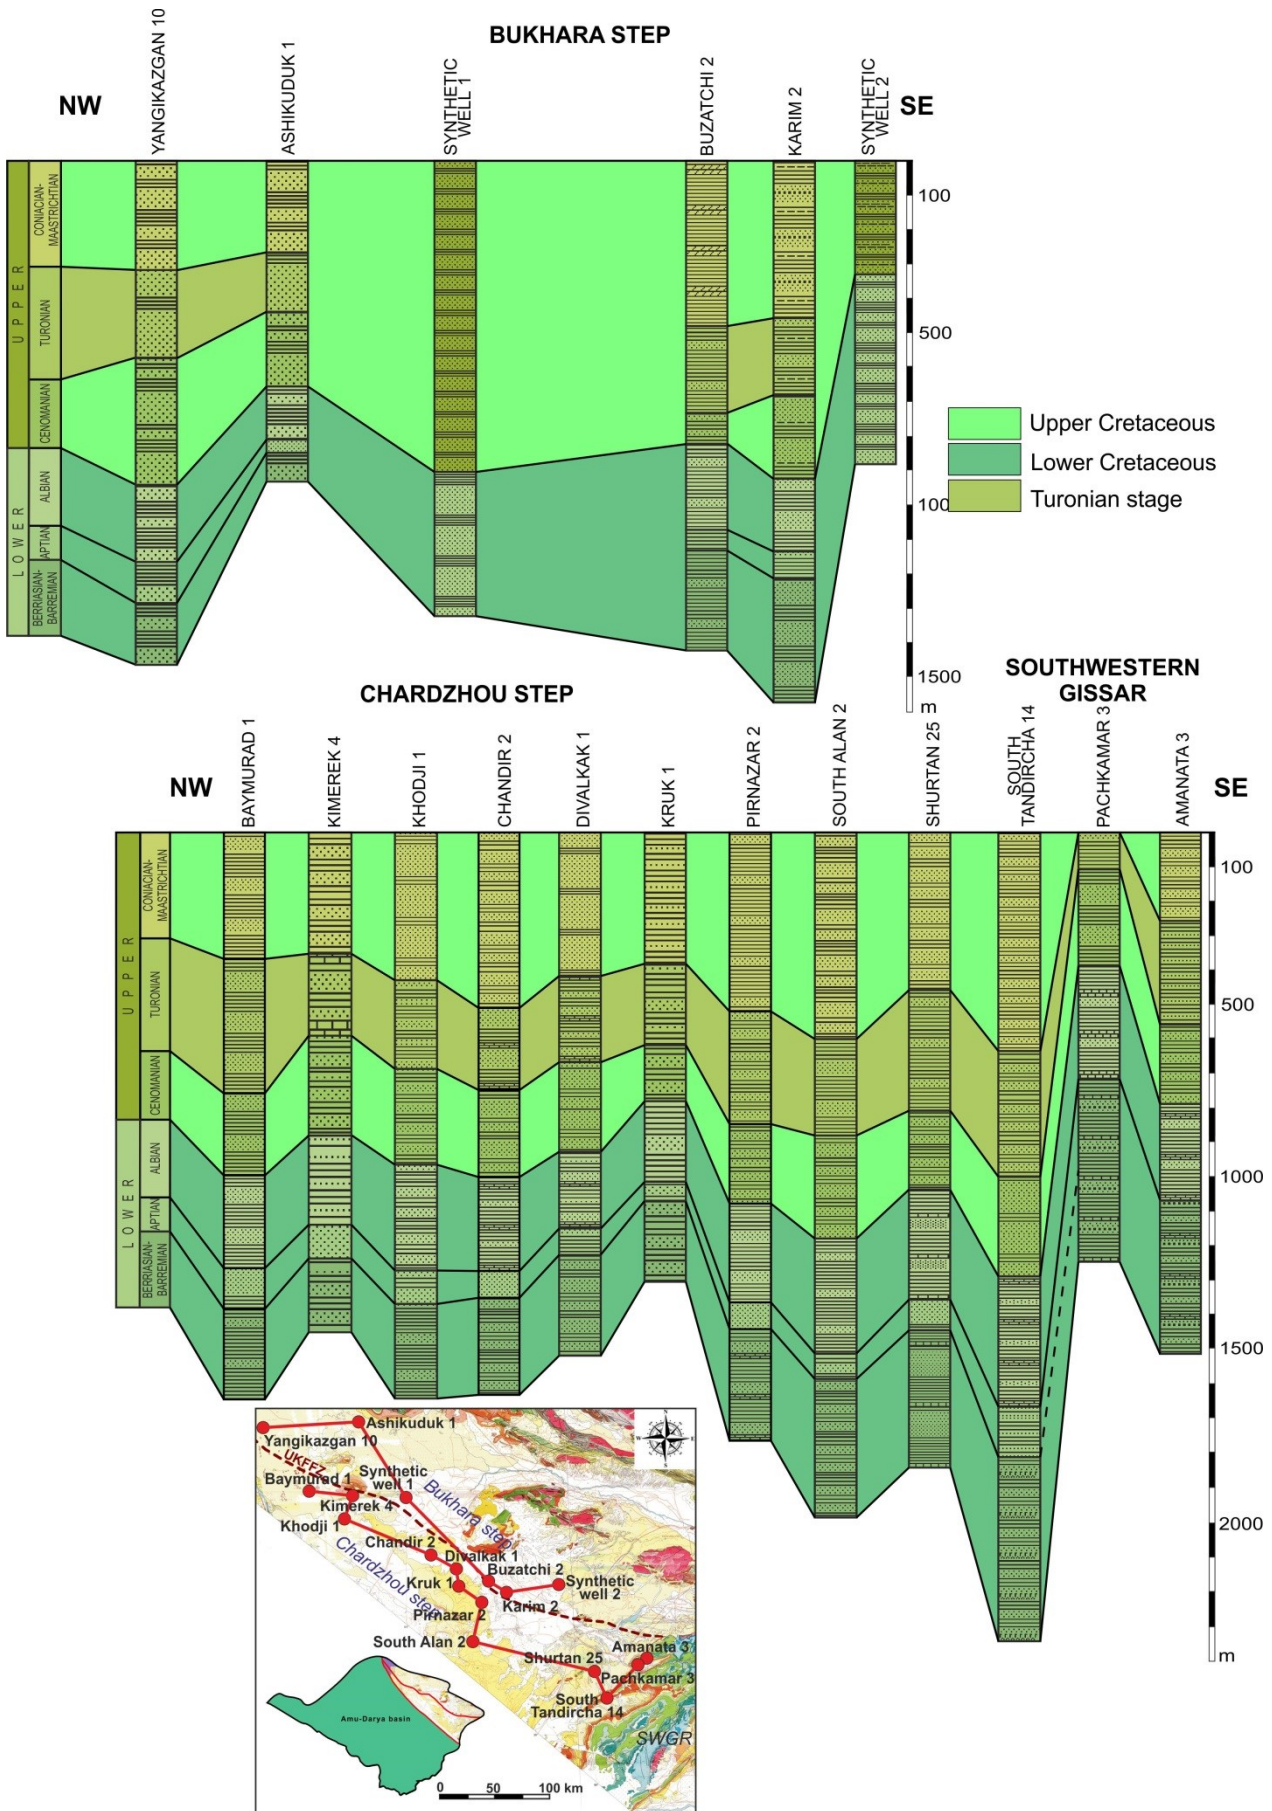 BUKHARA STEP
NW
YANGIKAZGAN 10
ASHIKUDUK 1
SYNTHETIC
WELL 1
BUZATCHI 2
KARIM 2
SYNTHETIC
WELL 2
SE
UPPER
CONIACIAN-
MAASTRICHTIAN
TURONIAN
CENOMANIAN
LOWER
ALBIAN
APTIAN
BERRIASIAN-
BARREMIAN
100
500
100
1500
m
Upper Cretaceous
Lower Cretaceous
Turonian stage
CHARDZHOU STEP
SOUTHWESTERN
GISSAR
NW
BAYMURAD 1
KIMEREK 4
KHODJI 1
CHANDIR 2
DIVALKAK 1
KRUK 1
PIRNAZAR 2
SOUTH ALAN 2
SHURTAN 25
SOUTH
TANDIRCHA 14
PACHKAMAR 3
AMANATA 3
SE
UPPER
CONIACIAN-
MAASTRICHTIAN
TURONIAN
CENOMANIAN
LOWER
ALBIAN
APTIAN
BERRIASIAN-
BARREMIAN
100
500
1000
1500
2000
m
Ashikuduk 1
Yangikazgan 10
UKFFZ
Baymurad 1
Synthetic
well 1
Kimerek 4
Khodji 1
Bukhara step
Chandir 2
Divalkak 1
Chardzhou step
Buzatchi 2
Kruk 1
Synthetic
well 2
Karim 2
Pirnazar 2
South Alan 2
Amanata 3
Shurtan 25
Pachkamar 3
South
Tandircha 14
SWGR
Amu-Darya basin
0 50 100 km
N
E
S
W